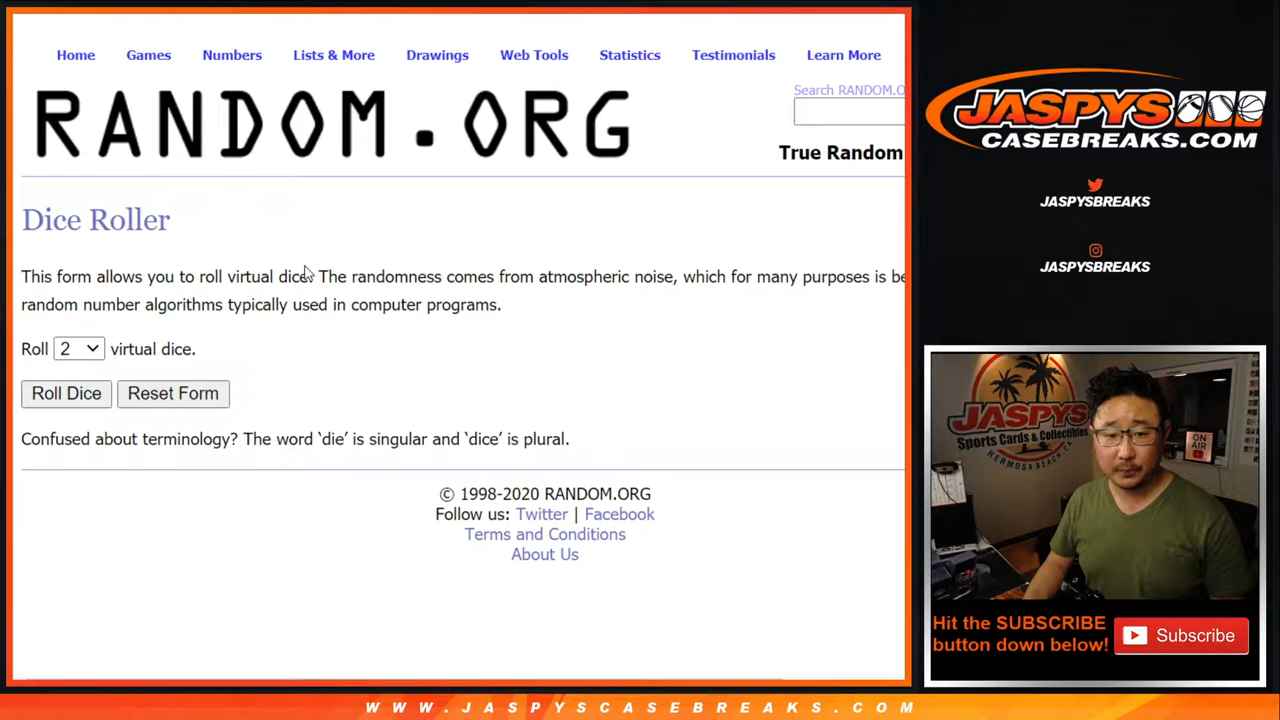 Home Games Numbers Lists & More Drawings Web Tools Statistics Testimonials Learn More
Search RANDOM.O
RANDOM.ORG
True Random
Dice Roller
This form allows you to roll virtual dice. The randomness comes from atmospheric noise, which for many purposes is be
random number algorithms typically used in computer programs.
Roll 2 virtual dice.
Roll Dice Reset Form
Confused about terminology? The word ‘die’ is singular and ‘dice’ is plural.
© 1998-2020 RANDOM.ORG
Follow us: Twitter | Facebook
Terms and Conditions
About Us
JASPYS
CASEBREAKS.COM
JASPYSBREAKS
JASPYSBREAKS
JASPYS
Sports Cards & Collectibles
HERMOSA BEACH, CA
ON
AIR
Hit the SUBSCRIBE
button down below!
Subscribe
WWW.JASPYSCASEBREAKS.COM